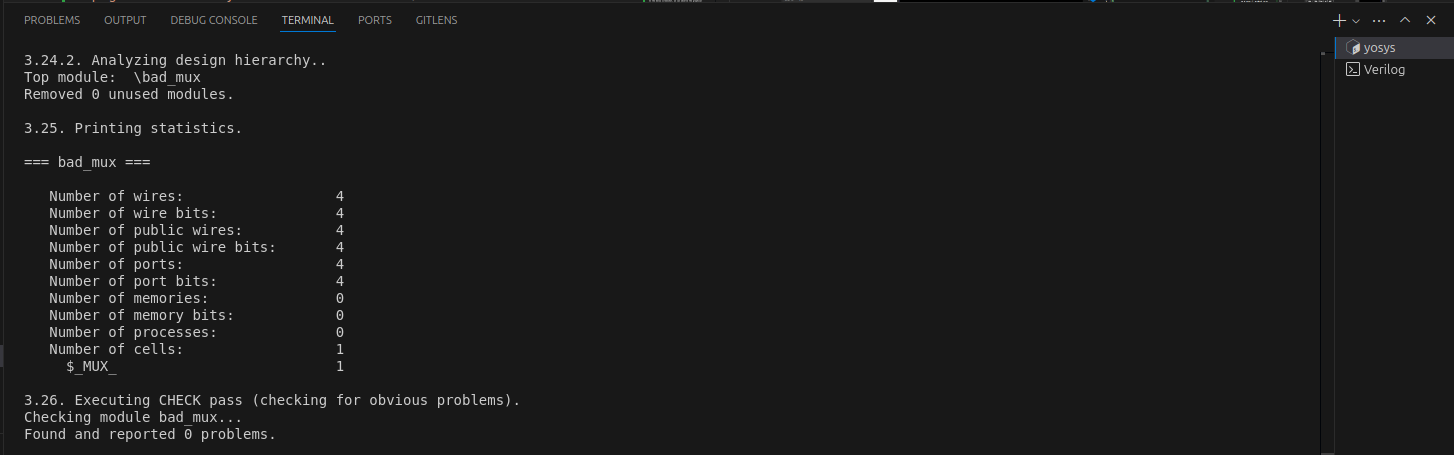 PROBLEMS OUTPUT DEBUG CONSOLE TERMINAL PORTS GITLENS
3.24.2. Analyzing design hierarchy..
Top module:  \bad_mux
Removed 0 unused modules.
3.25. Printing statistics.
=== bad_mux ===
Number of wires: 4
Number of wire bits: 4
Number of public wires: 4
Number of public wire bits: 4
Number of ports: 4
Number of port bits: 4
Number of memories: 0
Number of memory bits: 0
Number of processes: 0
Number of cells: 1
$_MUX_ 1
3.26. Executing CHECK pass (checking for obvious problems).
Checking module bad_mux...
Found and reported 0 problems.
yosys
Verilog